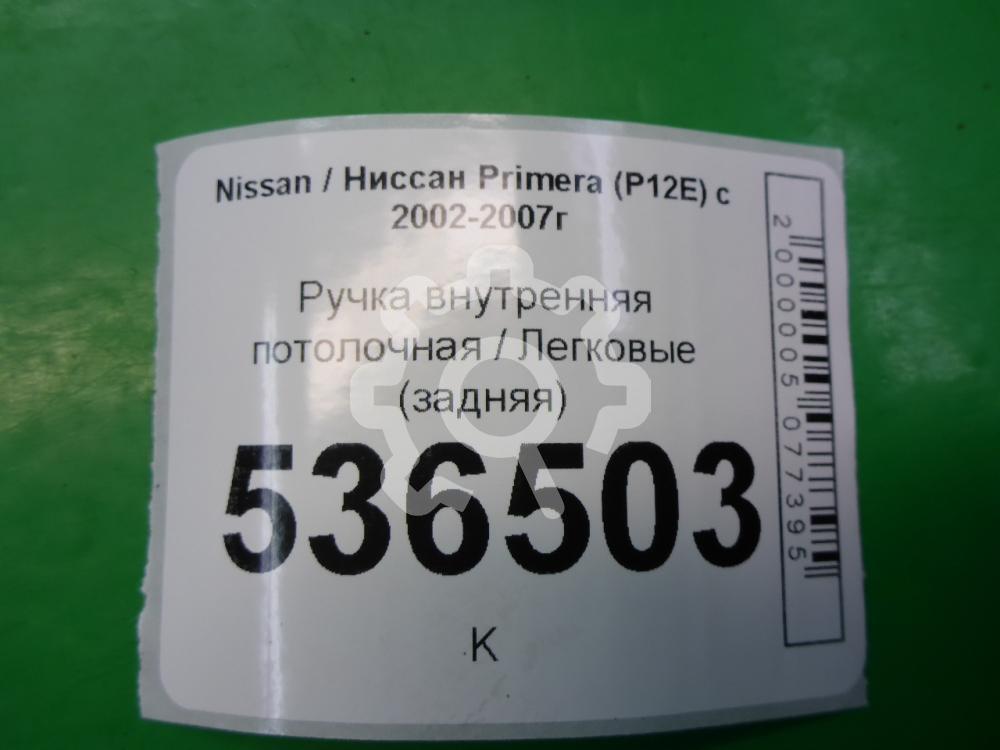 Nissan / Ниссан Primera (P12E) с
2002-2007г
Ручка внутренняя
потолочная / Легковые
(задняя)
536503
К
2000005077395